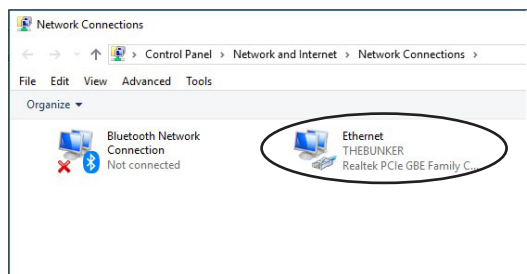 Network Connections
Control Panel > Network and Internet > Network Connections >
File Edit View Advanced Tools
Organize
Bluetooth Network
Connection
Not connected
Ethernet
THEBUNKER
Realtek PCIe GBE Family C...